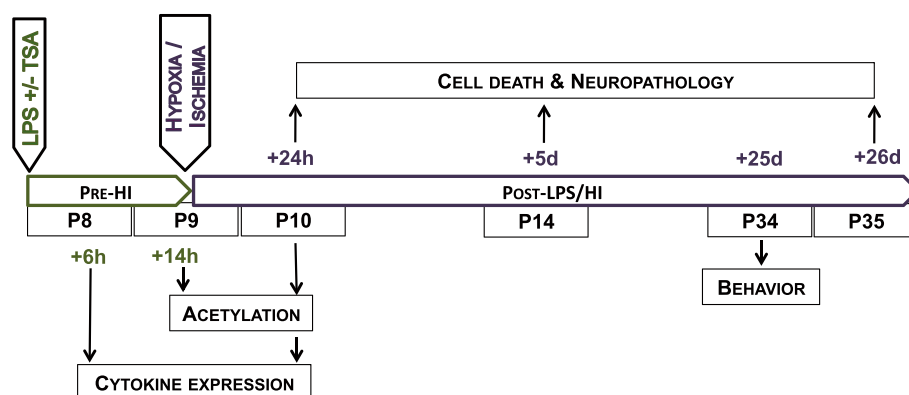 LPS +/- TSA
HYPOXIA /
ISCHEMIA
CELL DEATH & NEUROPATHOLOGY
+24h
+5d
+25d
+26d
PRE-HI
POST-LPS/HI
P8
P9
P10
P14
P34
P35
+6h
+14h
BEHAVIOR
ACETYLATION
CYTOKINE EXPRESSION